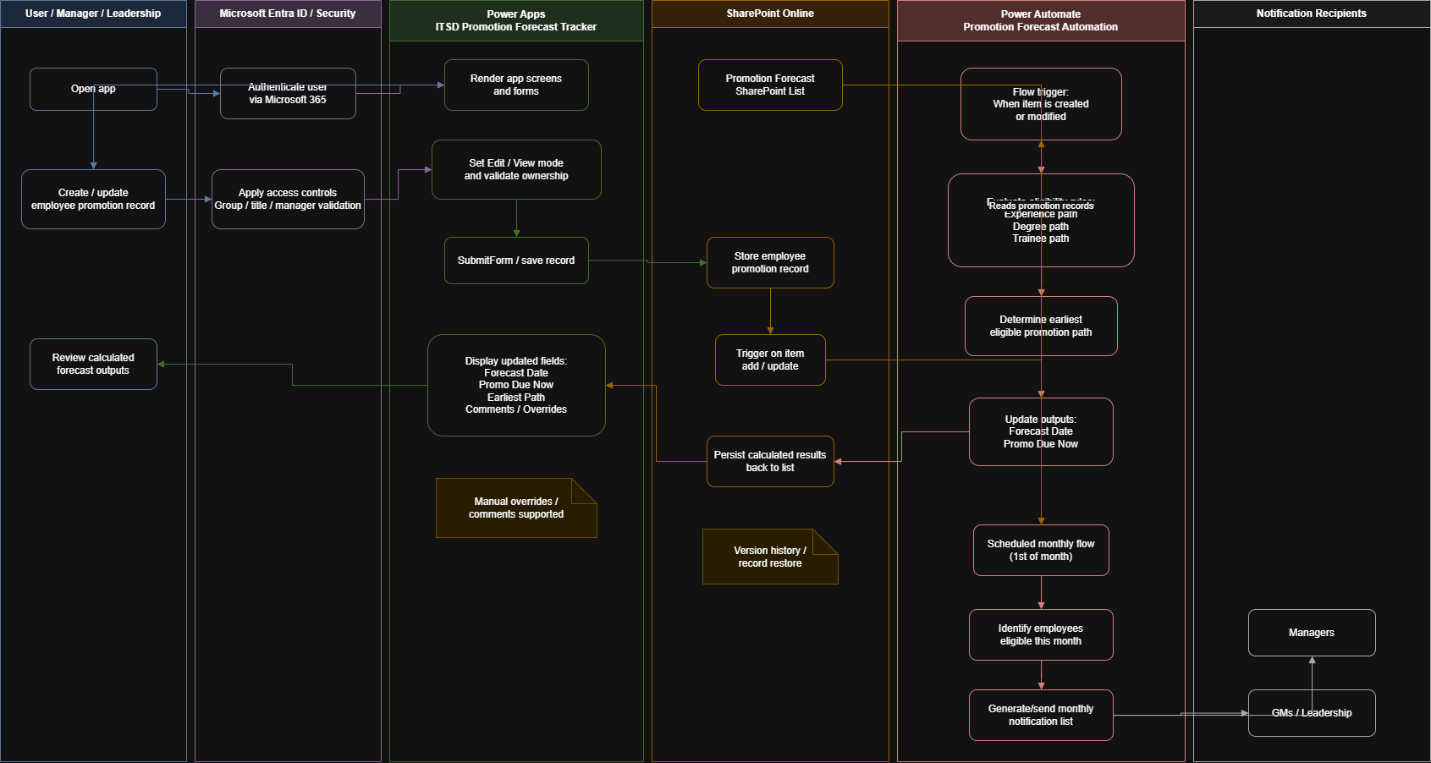 User / Manager / Leadership
Microsoft Entra ID / Security
Power Apps
ITSD Promotion Forecast Tracker
SharePoint Online
Power Automate
Promotion Forecast Automation
Notification Recipients
Open app
Authenticate user
via Microsoft 365
Render app screens
and forms
Promotion Forecast
SharePoint List
Flow trigger:
When item is created
or modified
Create / update
employee promotion record
Apply access controls
Group / title / manager validation
Set Edit / View mode
and validate ownership
Reads promotion records
Experience path
Degree path
Trainee path
SubmitForm / save record
Store employee
promotion record
Determine earliest
eligible promotion path
Review calculated
forecast outputs
Display updated fields:
Forecast Date
Promo Due Now
Earliest Path
Comments / Overrides
Trigger on item
add / update
Update outputs:
Forecast Date
Promo Due Now
Persist calculated results
back to list
Manual overrides /
comments supported
Version history /
record restore
Scheduled monthly flow
(1st of month)
Identify employees
eligible this month
Managers
Generate/send monthly
notification list
GMs / Leadership